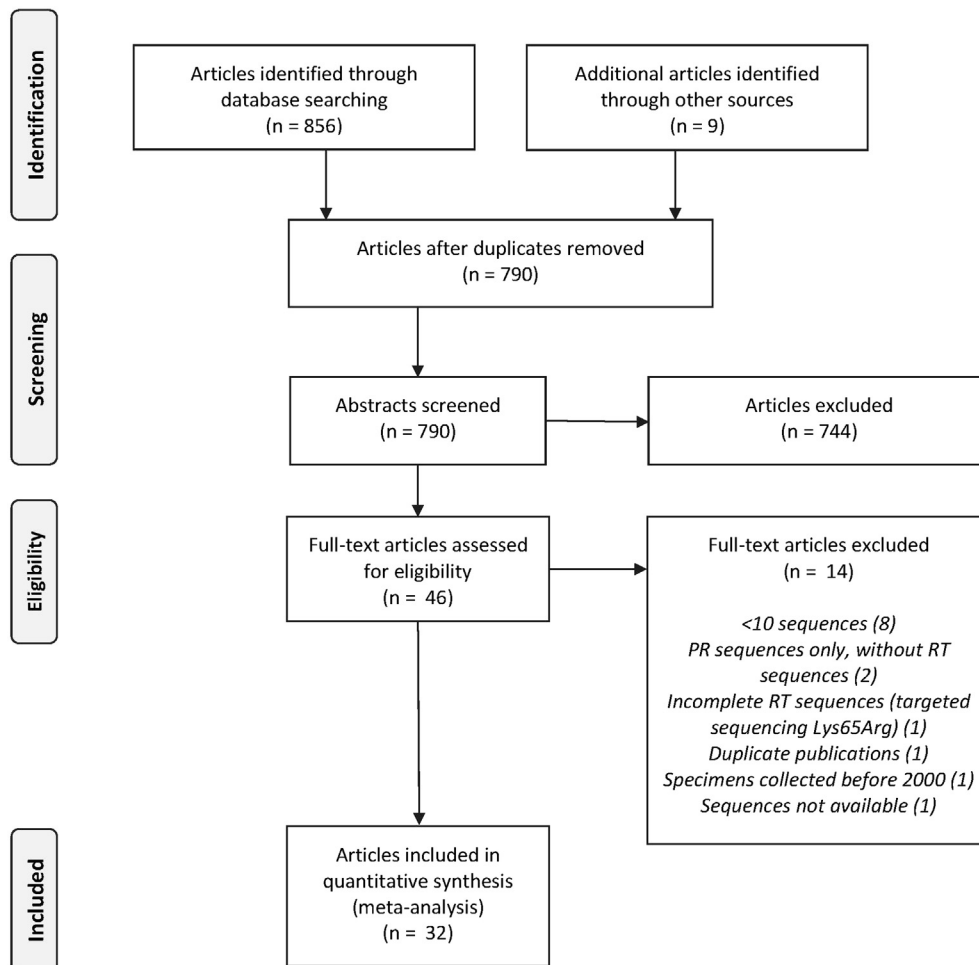 Identification
Articles identified through
database searching
(n = 856)
Additional articles identified
through other sources
(n = 9)
Screening
Articles after duplicates removed
(n = 790)
Abstracts screened
(n = 790)
Articles excluded
(n = 744)
Eligibility
Full-text articles assessed
for eligibility
(n = 46)
Full-text articles excluded
(n = 14)
<10 sequences (8)
PR sequences only, without RT
sequences (2)
Incomplete RT sequences (targeted
sequencing Lys65Arg) (1)
Duplicate publications (1)
Specimens collected before 2000 (1)
Sequences not available (1)
Included
Articles included in
quantitative synthesis
(meta-analysis)
(n = 32)